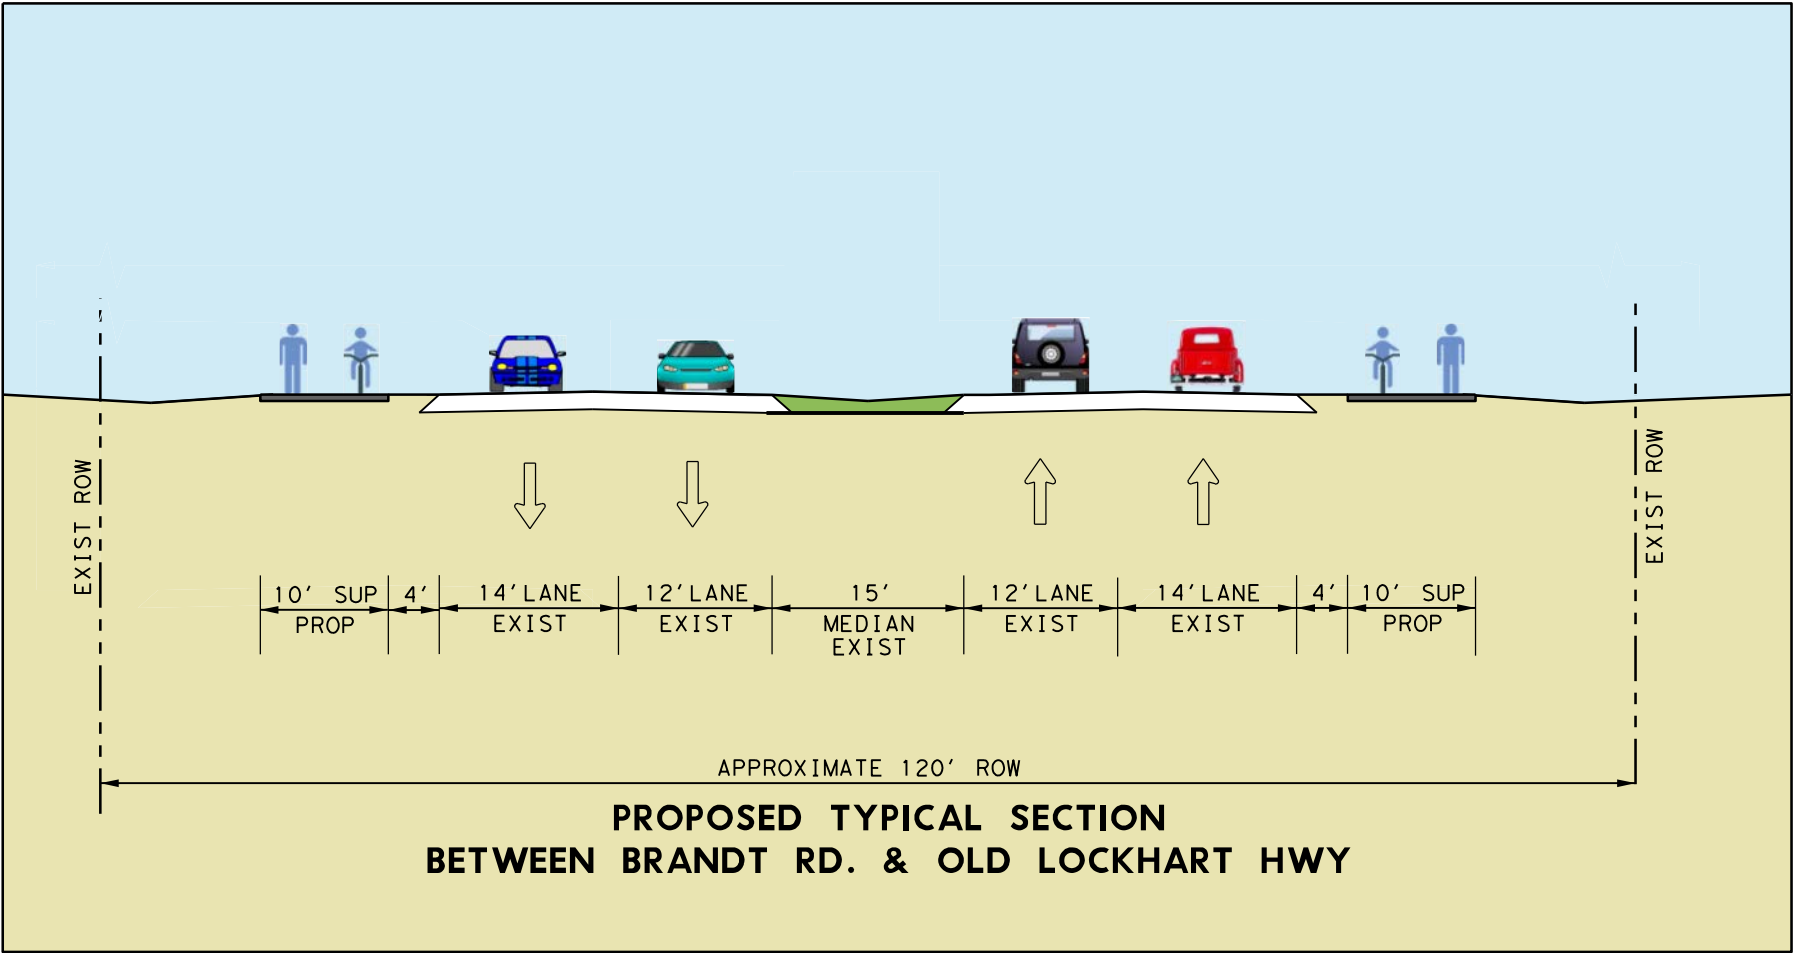 EXIST ROW
EXIST ROW
10' SUP 4' 14' LANE 12' LANE 15' 12' LANE 14' LANE 4' 10' SUP
PROP EXIST EXIST MEDIAN EXIST EXIST PROP
EXIST
APPROXIMATE 120' ROW
PROPOSED TYPICAL SECTION
BETWEEN BRANDT RD. & OLD LOCKHART HWY